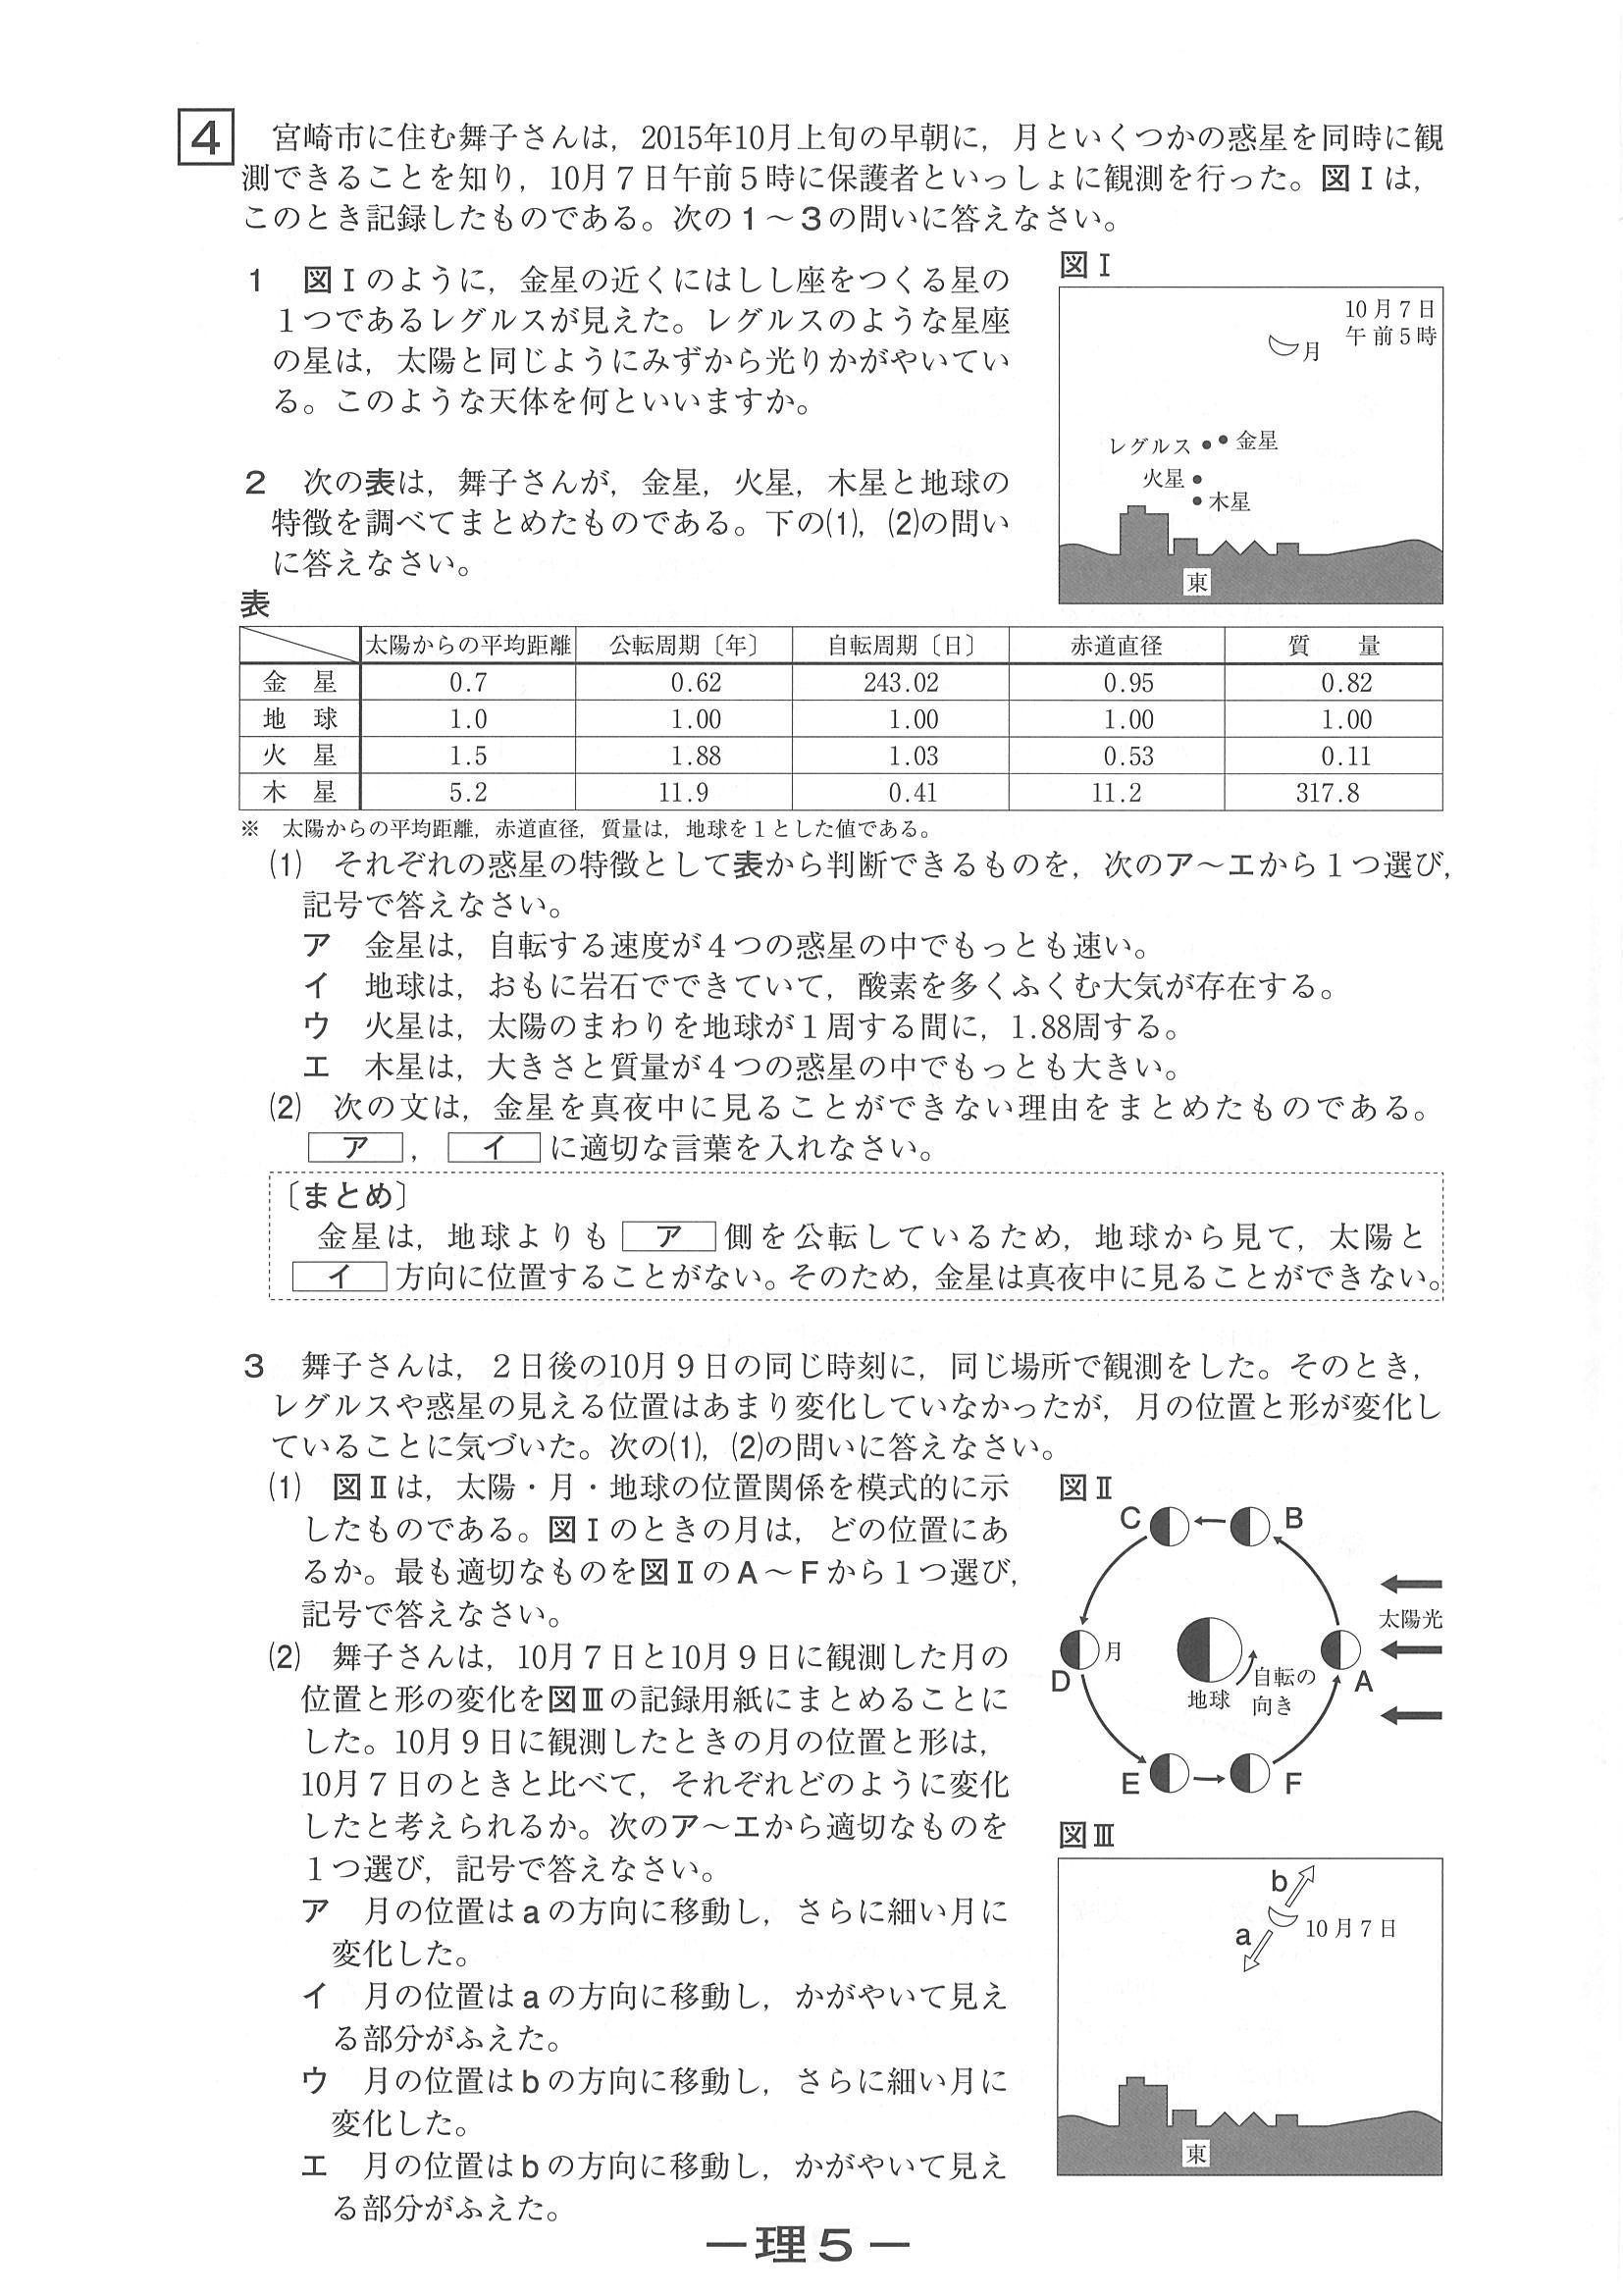 4 宮崎市に住む舞子さんは，2015年10月上旬の早朝に，月といくつかの惑星を同時に観
測できることを知り，10月７日午前５時に保護者といっしょに観測を行った。図Ⅰは，
このとき記録したものである。次の１～３の問いに答えなさい。
１ 図Ⅰのように，金星の近くにはしし座をつくる星の
１つであるレグルスが見えた。レグルスのような星座
の星は，太陽と同じようにみずから光りかがやいてい
る。このような天体を何といいますか。
図Ⅰ
10月７日
午前５時
月
レグルス
金星
火星
木星
東
２ 次の表は，舞子さんが，金星，火星，木星と地球の
特徴を調べてまとめたものである。下の⑴，⑵の問い
に答えなさい。
表
太陽からの平均距離 公転周期〔年〕 自転周期〔日〕 赤道直径 質量
金星 0.7 0.62 243.02 0.95 0.82
地球 1.0 1.00 1.00 1.00 1.00
火星 1.5 1.88 1.03 0.53 0.11
木星 5.2 11.9 0.41 11.2 317.8
※ 太陽からの平均距離，赤道直径，質量は，地球を１とした値である。
⑴ それぞれの惑星の特徴として表から判断できるものを，次のア～エから１つ選び，
記号で答えなさい。
ア 金星は，自転する速度が４つの惑星の中でもっとも速い。
イ 地球は，おもに岩石でできていて，酸素を多くふくむ大気が存在する。
ウ 火星は，太陽のまわりを地球が１周する間に，1.88周する。
エ 木星は，大きさと質量が４つの惑星の中でもっとも大きい。
⑵ 次の文は，金星を真夜中に見ることができない理由をまとめたものである。
ア，イに適切な言葉を入れなさい。
〔まとめ〕
金星は，地球よりも ア 側を公転しているため，地球から見て，太陽と
イ 方向に位置することがない。そのため，金星は真夜中に見ることができない。
３ 舞子さんは，２日後の10月９日の同じ時刻に，同じ場所で観測をした。そのとき，
レグルスや惑星の見える位置はあまり変化していなかったが，月の位置と形が変化し
ていることに気づいた。次の⑴，⑵の問いに答えなさい。
⑴ 図Ⅱは，太陽・月・地球の位置関係を模式的に示
したものである。図Ⅰのときの月は，どの位置にあ
るか。最も適切なものを図ⅡのＡ～Ｆから１つ選び，
記号で答えなさい。
⑵ 舞子さんは，10月７日と10月９日に観測した月の
位置と形の変化を図Ⅲの記録用紙にまとめることに
した。10月９日に観測したときの月の位置と形は，
10月７日のときと比べて，それぞれどのように変化
したと考えられるか。次のア～エから適切なものを
１つ選び，記号で答えなさい。
ア 月の位置はａの方向に移動し，さらに細い月に
変化した。
イ 月の位置はａの方向に移動し，かがやいて見え
る部分がふえた。
ウ 月の位置はｂの方向に移動し，さらに細い月に
変化した。
エ 月の位置はｂの方向に移動し，かがやいて見え
る部分がふえた。
図Ⅱ
C B
太陽光
月
D
地球
自転の
向き
A
E F
図Ⅲ
b
a
10月７日
東
―理５―